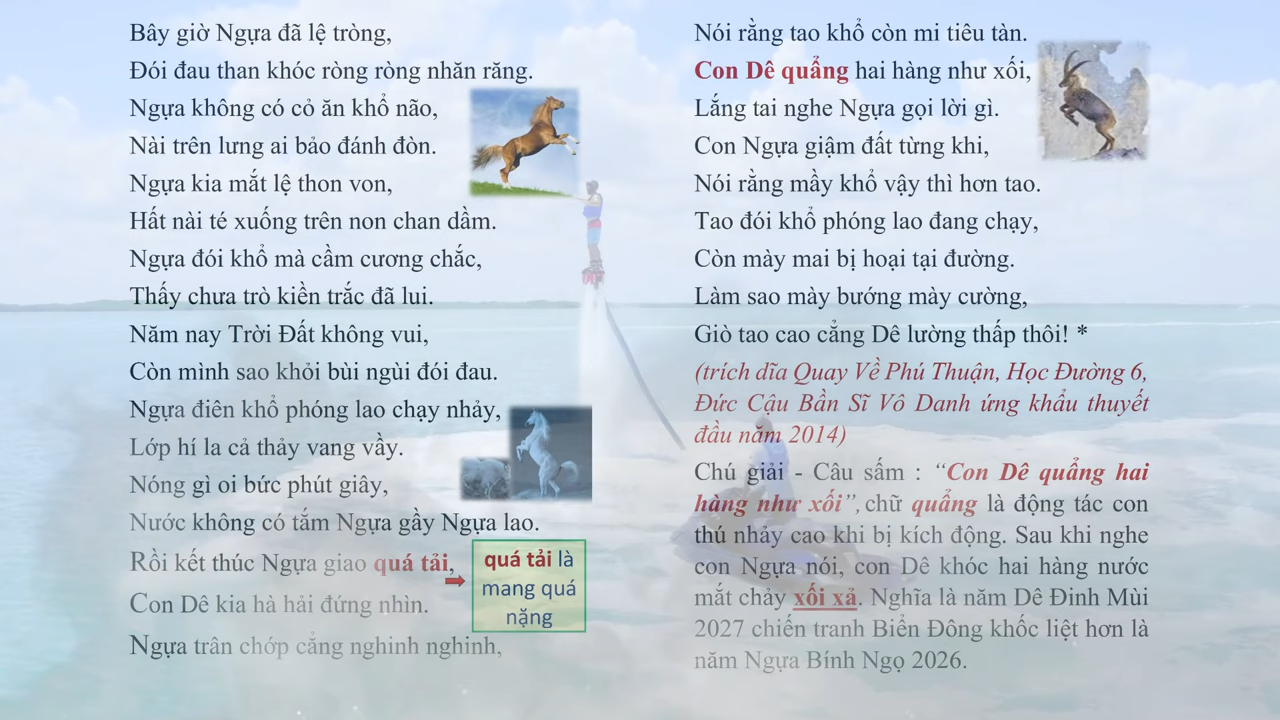 Bây giờ Ngựa đã lệ tròng,
Đói đau than khóc ròng ròng nhăn răng.
Ngựa không có cỏ ăn khổ não,
Nài trên lưng ai bảo đánh đòn.
Ngựa kia mắt lệ thon von,
Hất nài té xuống trên non chan dầm.
Ngựa đói khổ mà cầm cương chắc,
Thấy chưa trò kiền trắc đã lui.
Năm nay Trời Đất không vui,
Còn mình sao khỏi bùi ngùi đói đau.
Ngựa điên khổ phóng lao chạy nhảy,
Lớp hí la cả thảy vang vầy.
Nóng gì oi bức phút giây,
Nước không có tắm Ngựa gầy Ngựa lao.
Rồi kết thúc Ngựa giao quá tải,
Con Dê kia hà hải đứng nhìn.
Ngựa trân chớp cẳng nghinh nghinh,
quá tải là
mang quá
nặng
Nói rằng tao khổ còn mi tiêu tàn.
Con Dê quẩng hai hàng như xối,
Lắng tai nghe Ngựa gọi lời gì.
Con Ngựa giậm đất từng khi,
Nói rằng mầy khổ vậy thì hơn tao.
Tao đói khổ phóng lao đang chạy,
Còn mày mai bị hoại tại đường.
Làm sao mày bướng mày cường,
Giò tao cao cẳng Dê lường thấp thôi! *
(trích dĩa Quay Về Phú Thuận, Học Đường 6,
Đức Cậu Bần Sĩ Vô Danh ứng khẩu thuyết
đầu năm 2014)
Chú giải - Câu sấm : “Con Dê quẩng hai
hàng như xối”, chữ quẩng là động tác con
thú nhảy cao khi bị kích động. Sau khi nghe
con Ngựa nói, con Dê khóc hai hàng nước
mắt chảy xối xả. Nghĩa là năm Dê Đinh Mùi
2027 chiến tranh Biển Đông khốc liệt hơn là
năm Ngựa Bính Ngọ 2026.